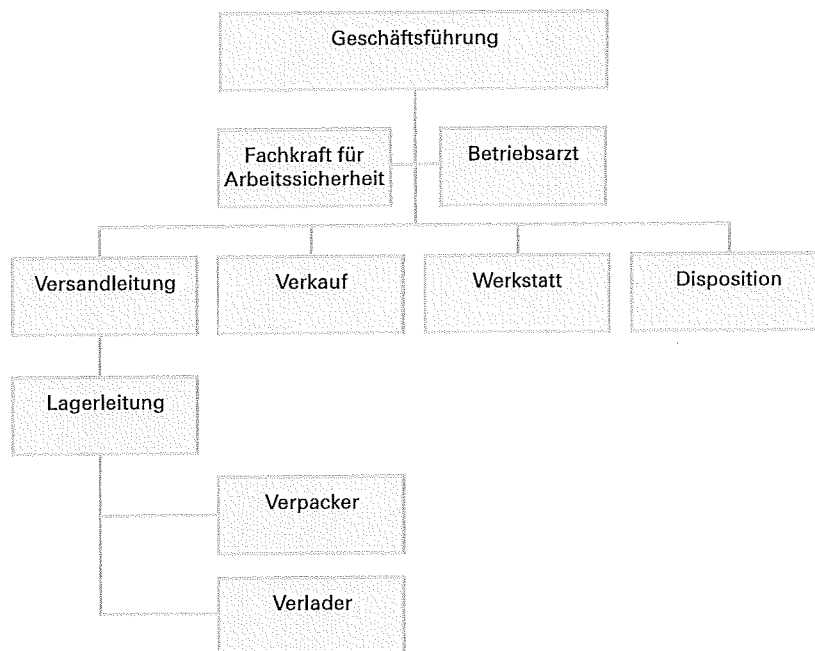 Geschäftsführung
Fachkraft für
Arbeitssicherheit
Betriebsarzt
Versandleitung
Verkauf
Werkstatt
Disposition
Lagerleitung
Verpacker
Verlader